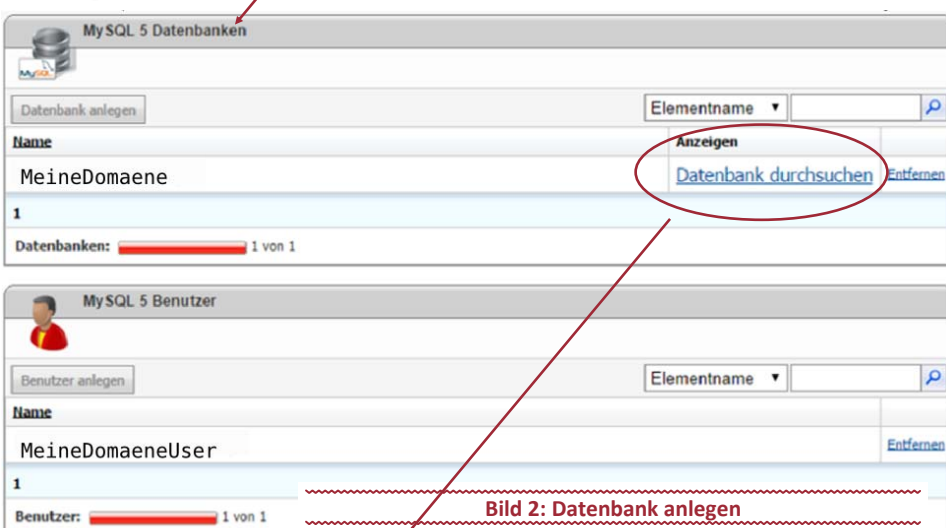 MySQL 5 Datenbanken
MySQL
Datenbank anlegen
Elementname
Name Anzeigen
MeineDomaene Datenbank durchsuchen Entfernen
1
Datenbanken: 1 von 1
MySQL 5 Benutzer
Benutzer anlegen
Elementname
Name
MeineDomaeneUser Entfernen
1
Benutzer: 1 von 1
Bild 2: Datenbank anlegen